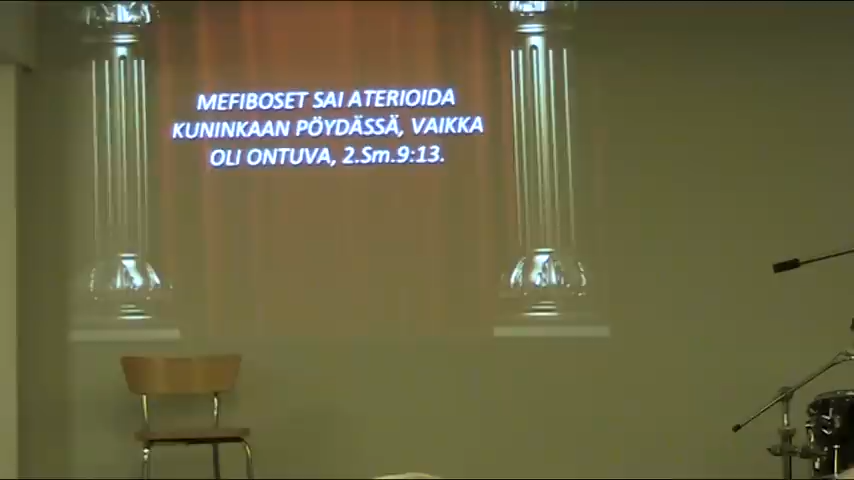 MEFIBOSET SAI ATERIOIDA
KUNINKAAN PÖYDÄSSÄ, VAIKKA
OLI ONTUVA, 2.Sm.9:13.